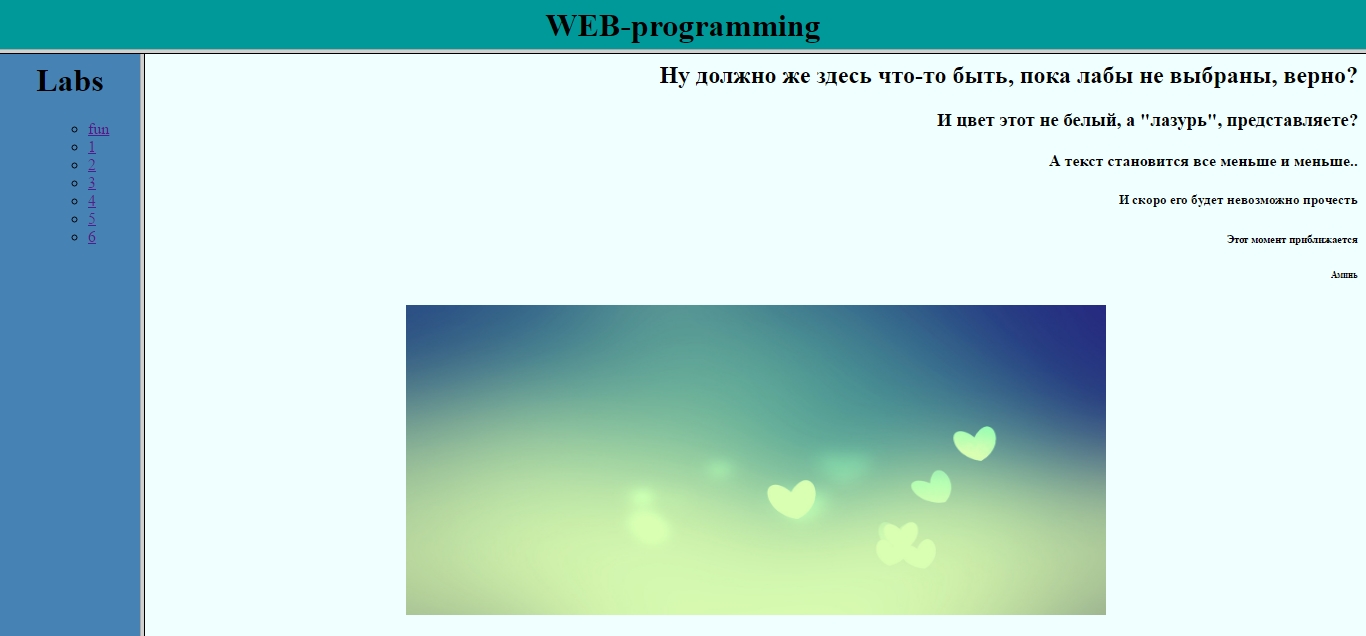 WEB-programming
Labs
fun
1
2
3
4
5
6
Ну должно же здесь что-то быть, пока лабы не выбраны, верно?
И цвет этот не белый, а "лазурь", представляете?
А текст становится все меньше и меньше..
И скоро его будет невозможно прочесть
Этот момент приближается
Аминь